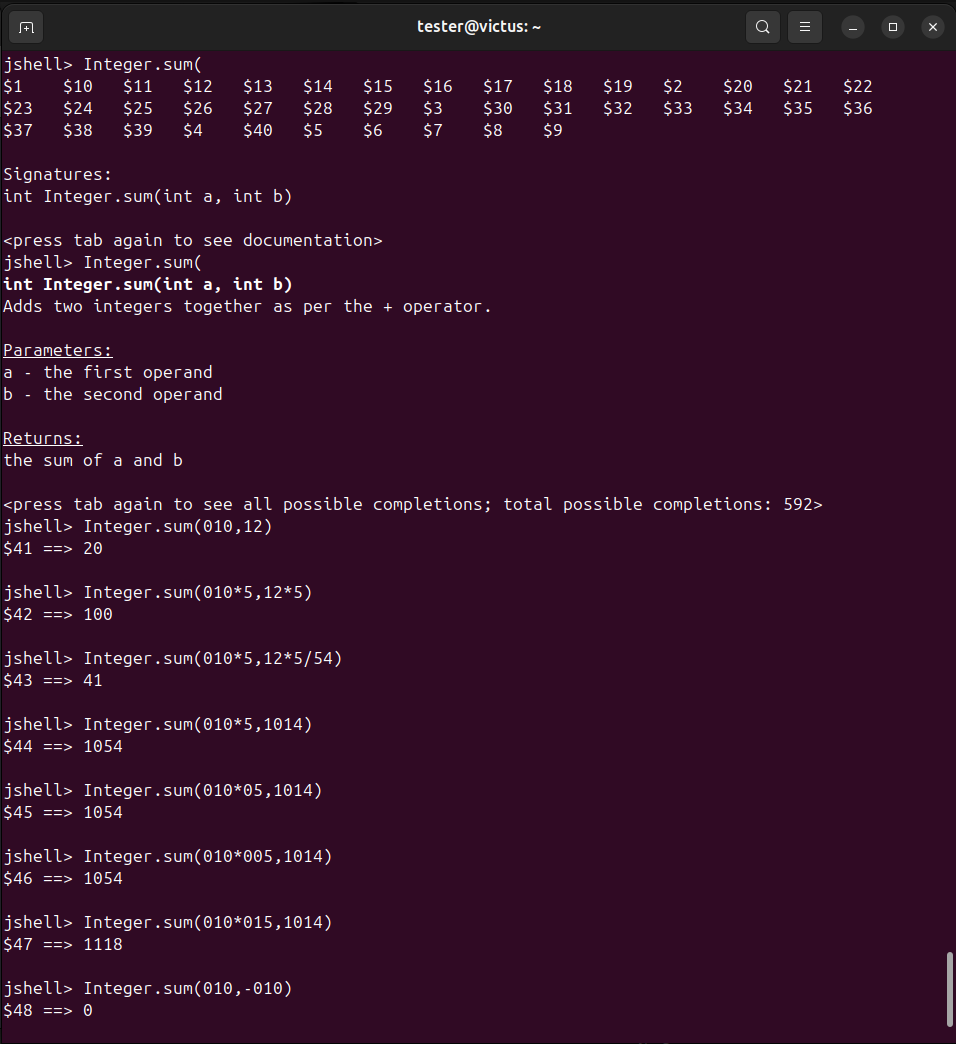 tester@victus: ~
jshell> Integer.sum(
$1 $10 $11 $12 $13 $14 $15 $16 $17 $18 $19 $2 $20 $21 $22
$23 $24 $25 $26 $27 $28 $29 $3 $30 $31 $32 $33 $34 $35 $36
$37 $38 $39 $4 $40 $5 $6 $7 $8 $9
Signatures:
int Integer.sum(int a, int b)
<press tab again to see documentation>
jshell> Integer.sum(
int Integer.sum(int a, int b)
Adds two integers together as per the + operator.
Parameters:
a - the first operand
b - the second operand
Returns:
the sum of a and b
<press tab again to see all possible completions; total possible completions: 592>
jshell> Integer.sum(010,12)
$41 ==> 20
jshell> Integer.sum(010*5,12*5)
$42 ==> 100
jshell> Integer.sum(010*5,12*5/54)
$43 ==> 41
jshell> Integer.sum(010*5,1014)
$44 ==> 1054
jshell> Integer.sum(010*05,1014)
$45 ==> 1054
jshell> Integer.sum(010*005,1014)
$46 ==> 1054
jshell> Integer.sum(010*015,1014)
$47 ==> 1118
jshell> Integer.sum(010,-010)
$48 ==> 0